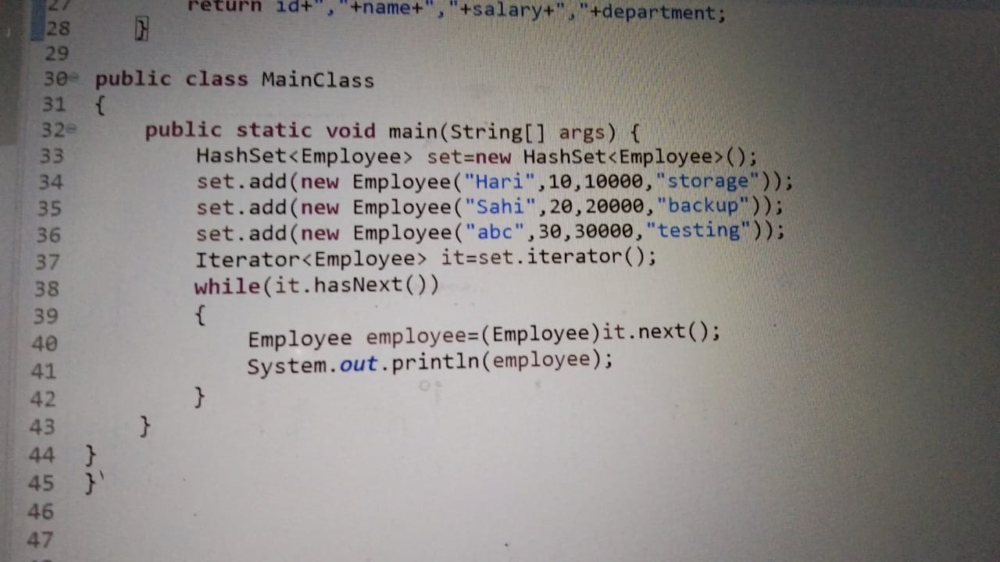 27 return id+","+name+","+salary+","+department;
28 }
29
30 public class MainClass
31 {
32 public static void main(String[] args) {
33 HashSet<Employee> set=new HashSet<Employee>();
34 set.add(new Employee("Hari",10,10000,"storage"));
35 set.add(new Employee("Sahi",20,20000,"backup"));
36 set.add(new Employee("abc",30,30000,"testing"));
37 Iterator<Employee> it=set.iterator();
38 while(it.hasNext())
39 {
40 Employee employee=(Employee)it.next();
41 System.out.println(employee);
42 }
43 }
44 }
45 }`
46
47